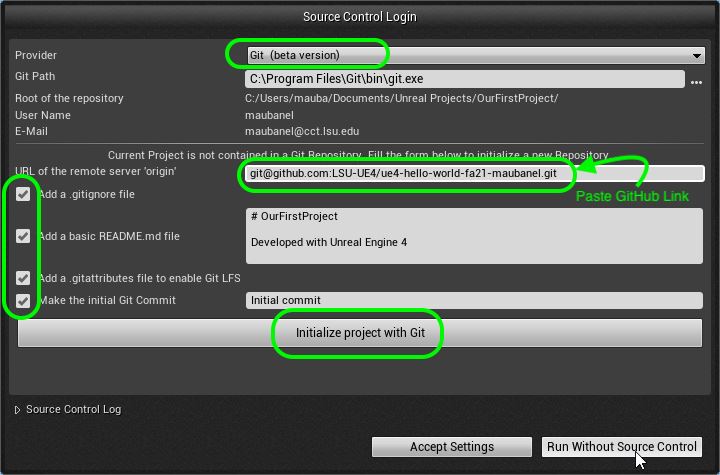 Source Control Login
Provider Git (beta version)
Git Path C:\Program Files\Git\bin\git.exe ...
Root of the repository C:/Users/mauba/Documents/Unreal Projects/OurFirstProject/
User Name maubanel
E-Mail maubanel@cct.lsu.edu
Current Project is not contained in a Git Repository. Fill the form below to initialize a new Repository.
URL of the remote server 'origin' git@github.com:LSU-UE4/ue4-hello-world-fa21-maubanel.git
Add a .gitignore file Paste GitHub Link
# OurFirstProject
Add a basic README.md file
Developed with Unreal Engine 4
Add a .gitattributes file to enable Git LFS
Make the initial Git Commit Initial commit
Initialize project with Git
Source Control Log
Accept Settings Run Without Source Control